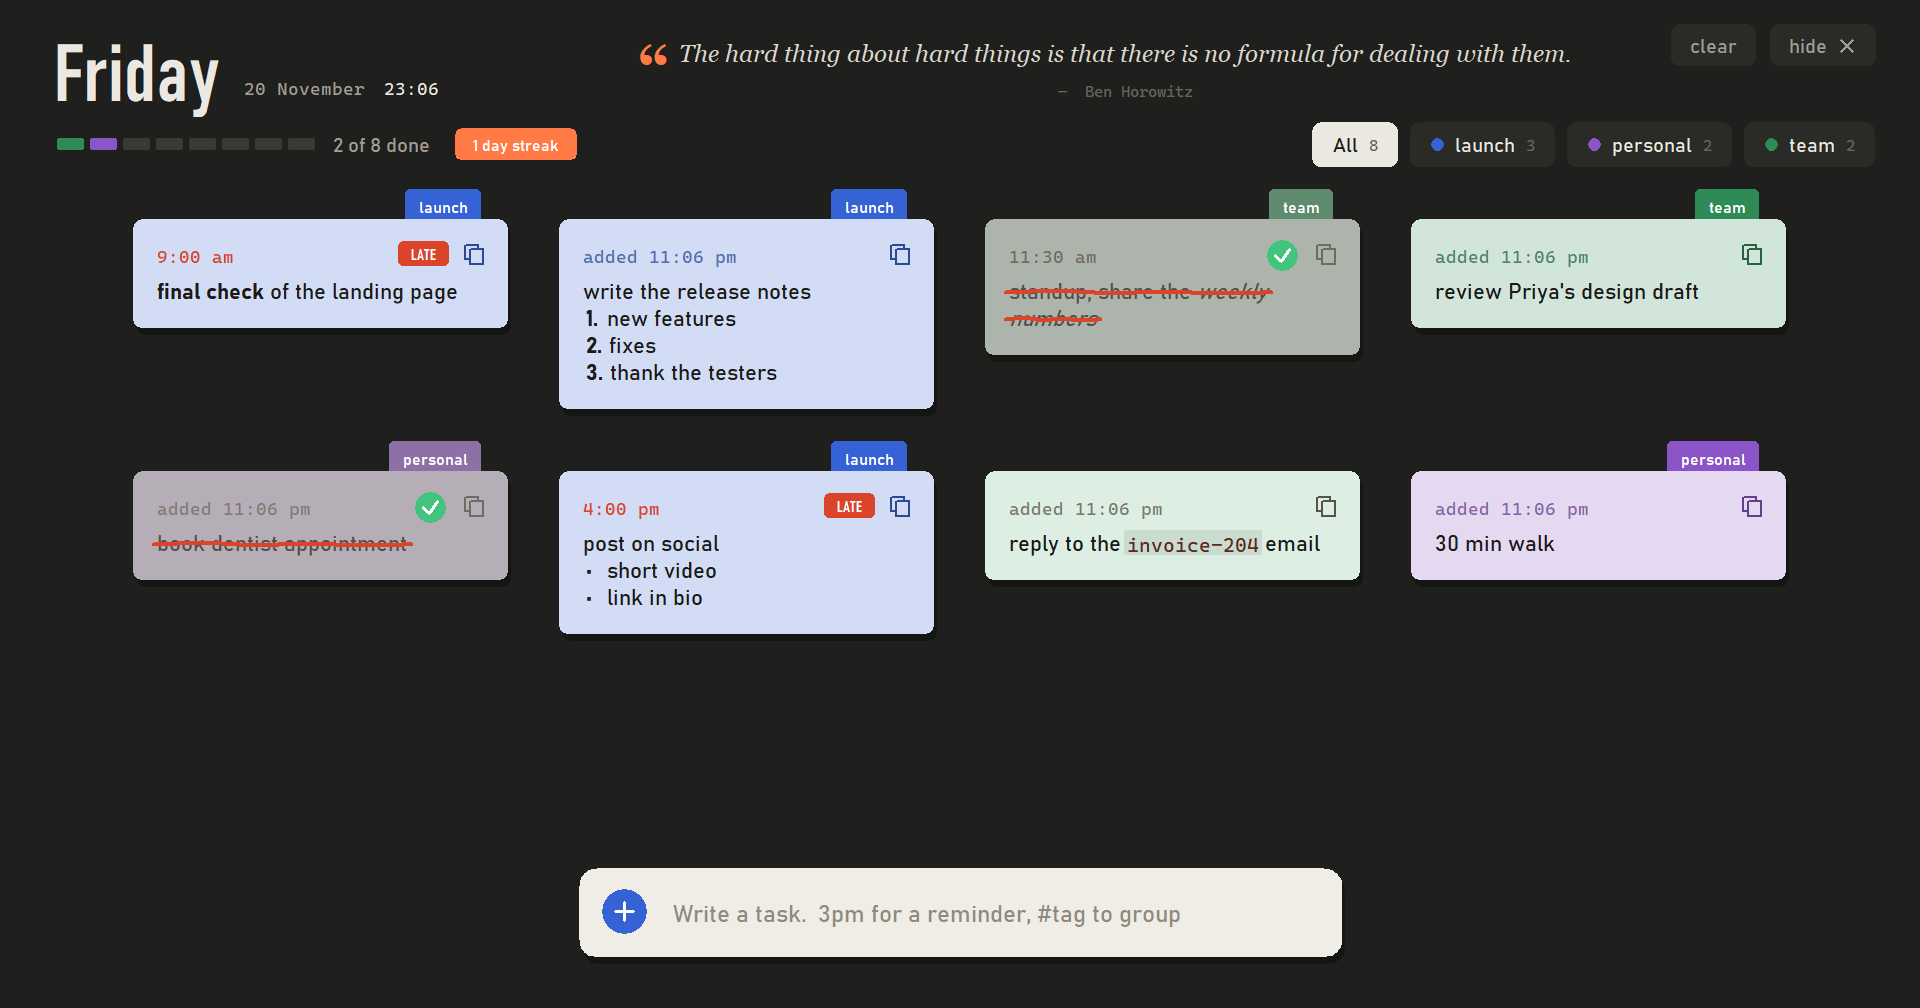 Friday
20 November 23:06
“ The hard thing about hard things is that there is no formula for dealing with them.
— Ben Horowitz
clear
hide
2 of 8 done
1 day streak
All 8
launch 3
personal 2
team 2
launch
9:00 am
LATE
final check of the landing page
launch
added 11:06 pm
write the release notes
1. new features
2. fixes
3. thank the testers
team
11:30 am
standup, share the weekly
numbers
team
added 11:06 pm
review Priya's design draft
personal
added 11:06 pm
book dentist appointment
launch
4:00 pm
LATE
post on social
· short video
· link in bio
added 11:06 pm
reply to the invoice-204 email
personal
added 11:06 pm
30 min walk
Write a task. 3pm for a reminder, #tag to group